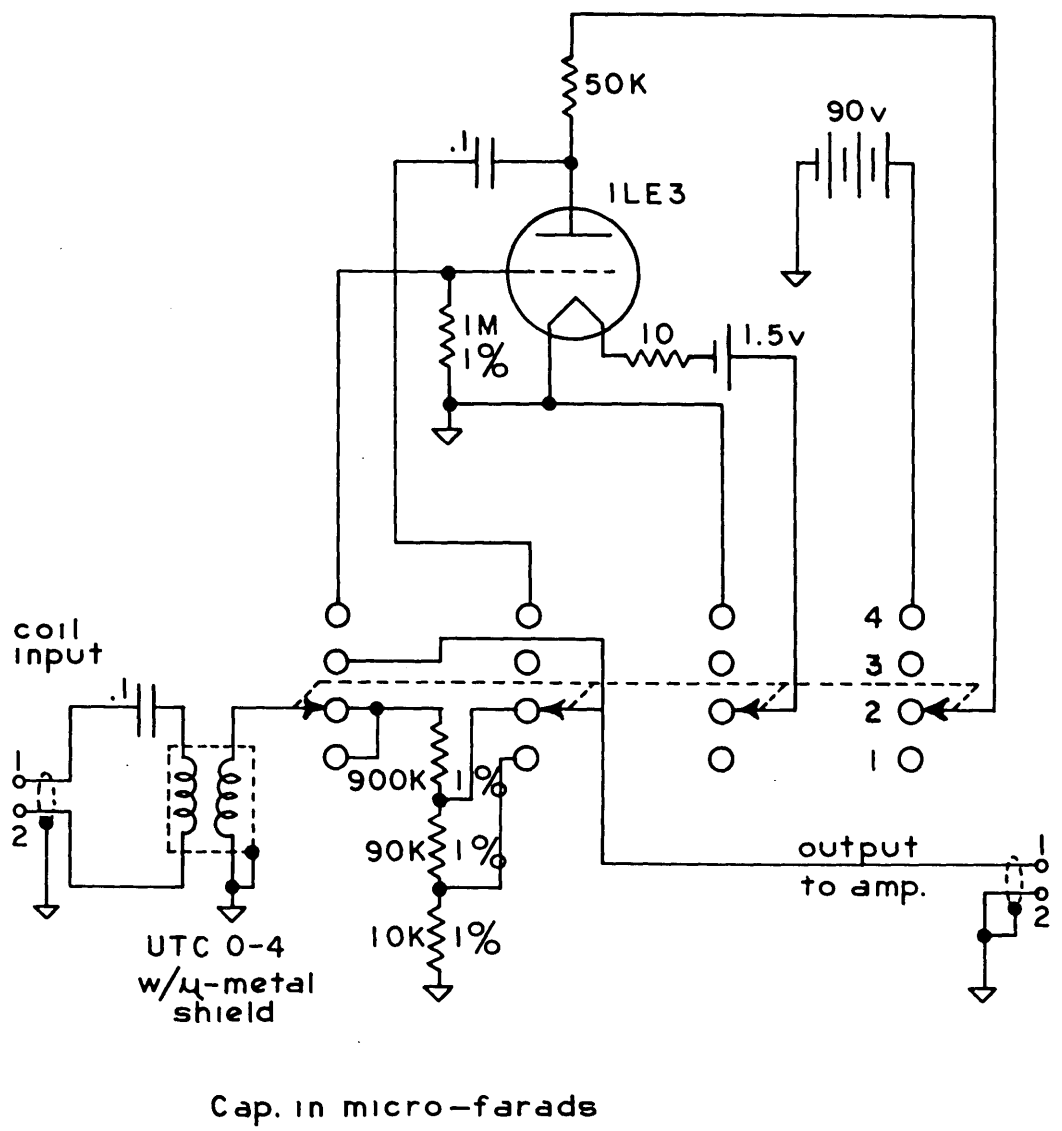 50K
90v
.1
1LE3
1M
1%
10
1.5v
4
coil
input
3
.1
2
1
1
900K 1%
2
90K 1%
output
to amp.
1
2
10K 1%
UTC 0-4
w/μ-metal
shield
Cap. in micro-farads